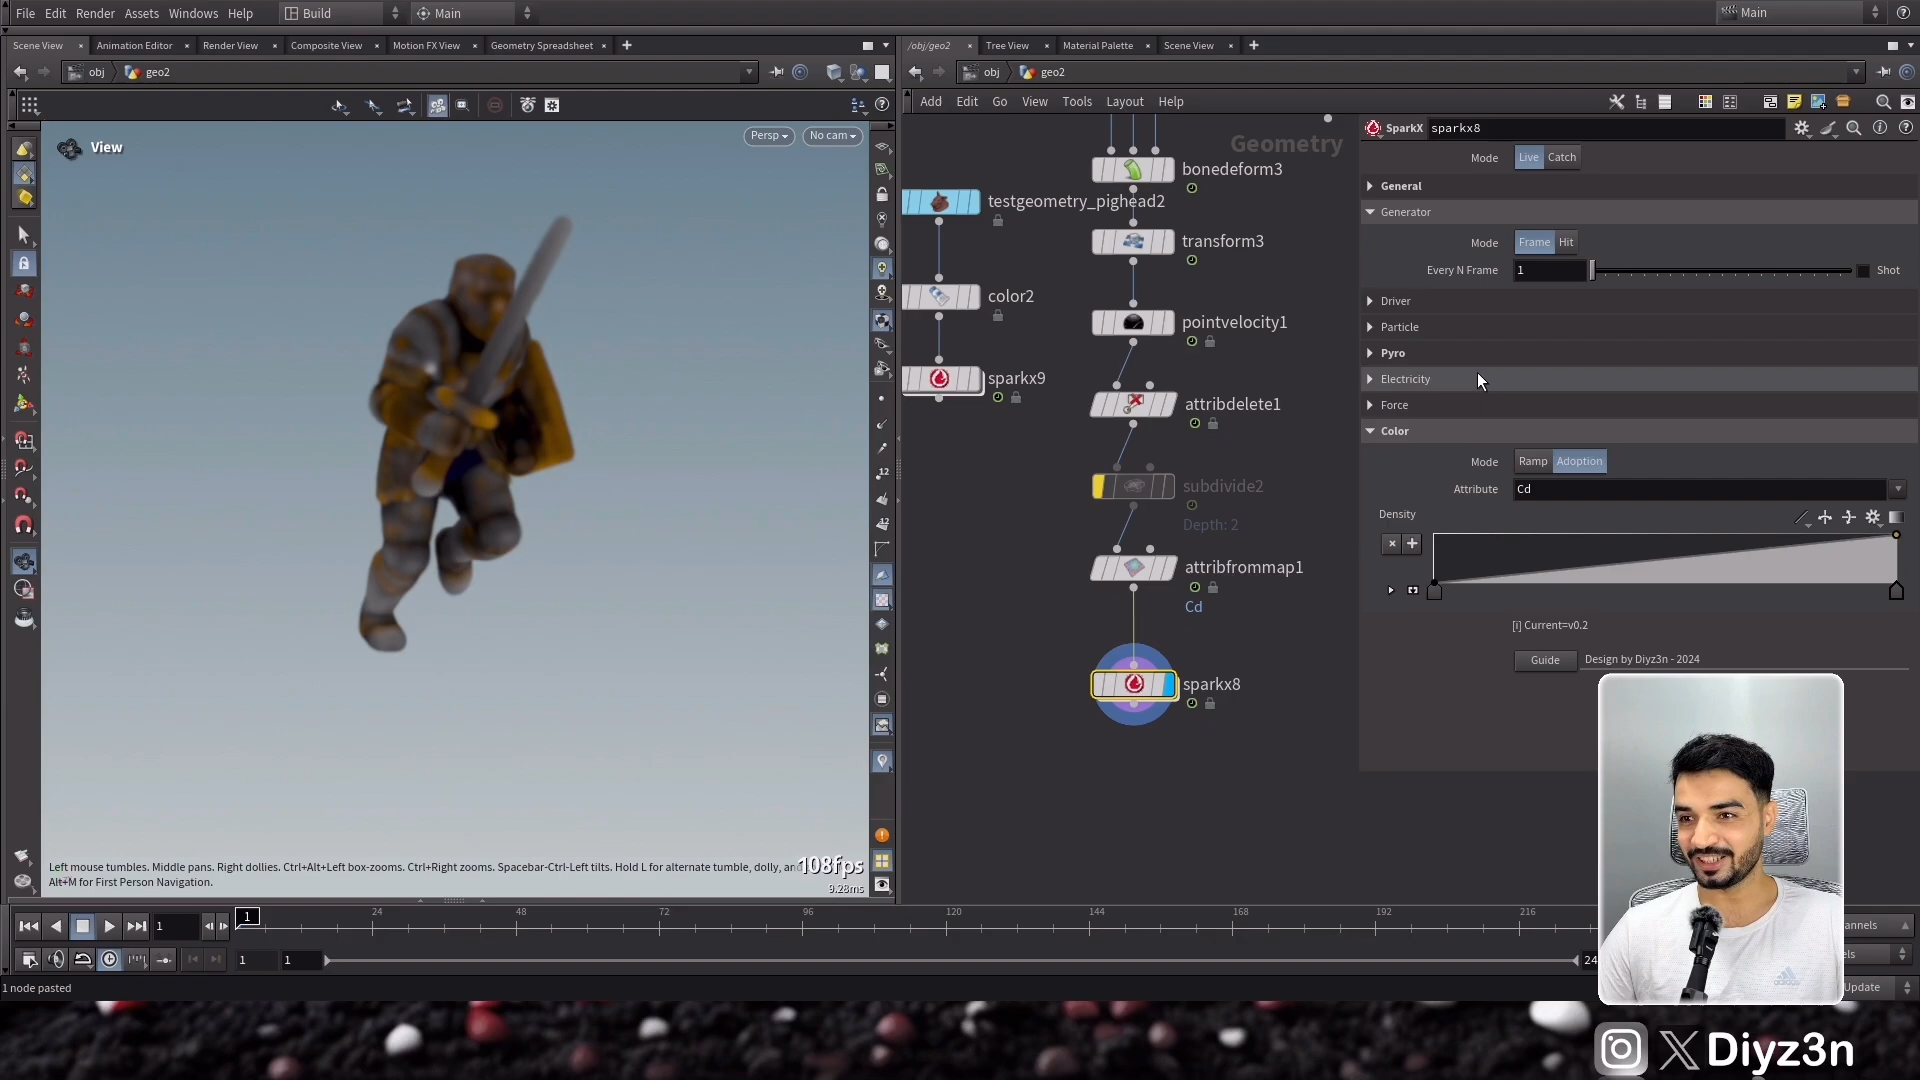 File Edit Render Assets Windows Help Build Main Main
Scene View Animation Editor Render View Composite View Motion FX View Geometry Spreadsheet
/obj/geo2 Tree View Material Palette Scene View
obj geo2
obj geo2
Add Edit Go View Tools Layout Help
View
Persp No cam
Left mouse tumbles. Middle pans. Right dollies. Ctrl+Alt+Left box-zooms. Ctrl+Right zooms. Spacebar-Ctrl-Left tilts. Hold L for alternate tumble, dolly, an
Alt+M for First Person Navigation.
108fps
9.28ms
12
12
Geometry
bonedeform3
testgeometry_pighead2
transform3
color2
pointvelocity1
sparkx9
attribdelete1
subdivide2
Depth: 2
attribfrommap1
Cd
sparkx8
SparkX sparkx8
Mode Live Catch
General
Generator
Mode Frame Hit
Every N Frame 1 Shot
Driver
Particle
Pyro
Electricity
Force
Color
Mode Ramp Adoption
Attribute Cd
Density
[i] Current=v0.2
Guide Design by Diyz3n - 2024
1 1 24 48 72 96 120 144 168 192 216
1 1 24
annels
els
Update
1 node pasted
adidas
Diyz3n